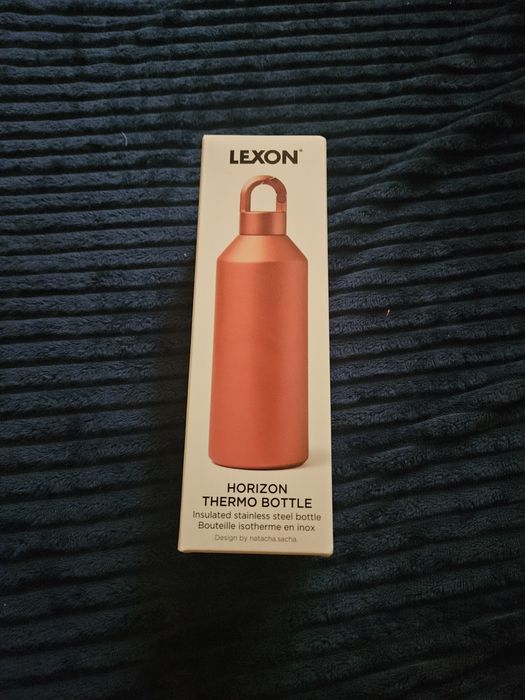 LEXON®
HORIZON
THERMO BOTTLE
Insulated stainless steel bottle
Bouteille isotherme en inox
Design by natacha.sacha.